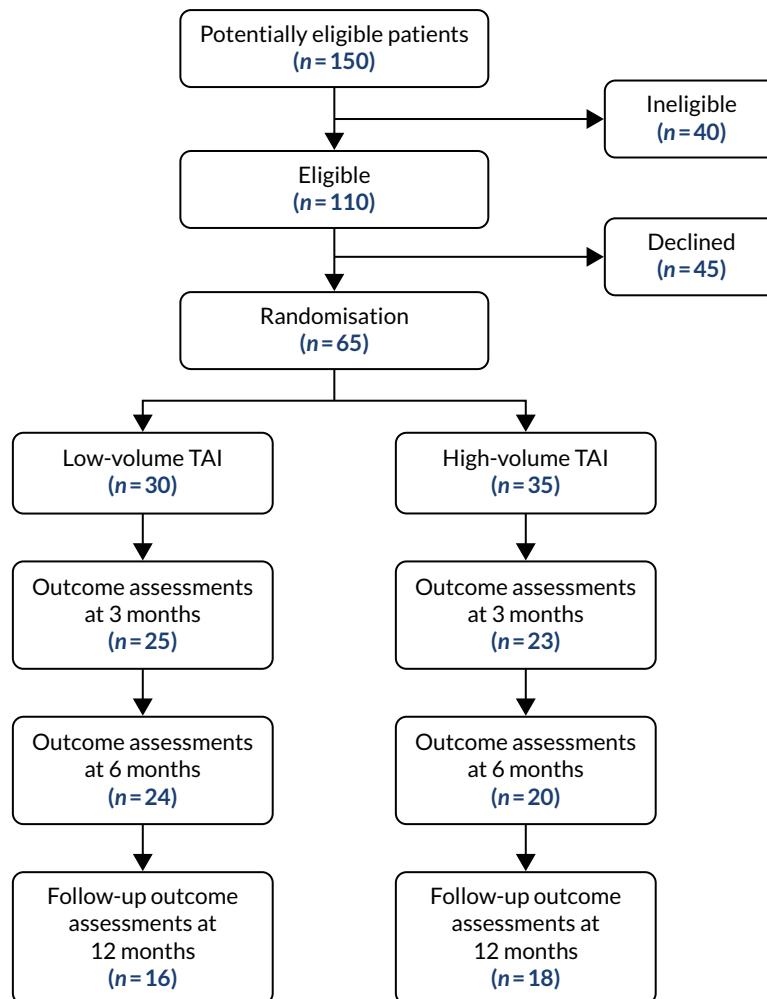 Potentially eligible patients
(n=150)
Ineligible
(n=40)
Eligible
(n=110)
Declined
(n=45)
Randomisation
(n=65)
Low-volume TAI
(n=30)
High-volume TAI
(n=35)
Outcome assessments
at 3 months
(n=25)
Outcome assessments
at 3 months
(n=23)
Outcome assessments
at 6 months
(n=24)
Outcome assessments
at 6 months
(n=20)
Follow-up outcome
assessments at
12 months
(n=16)
Follow-up outcome
assessments at
12 months
(n=18)